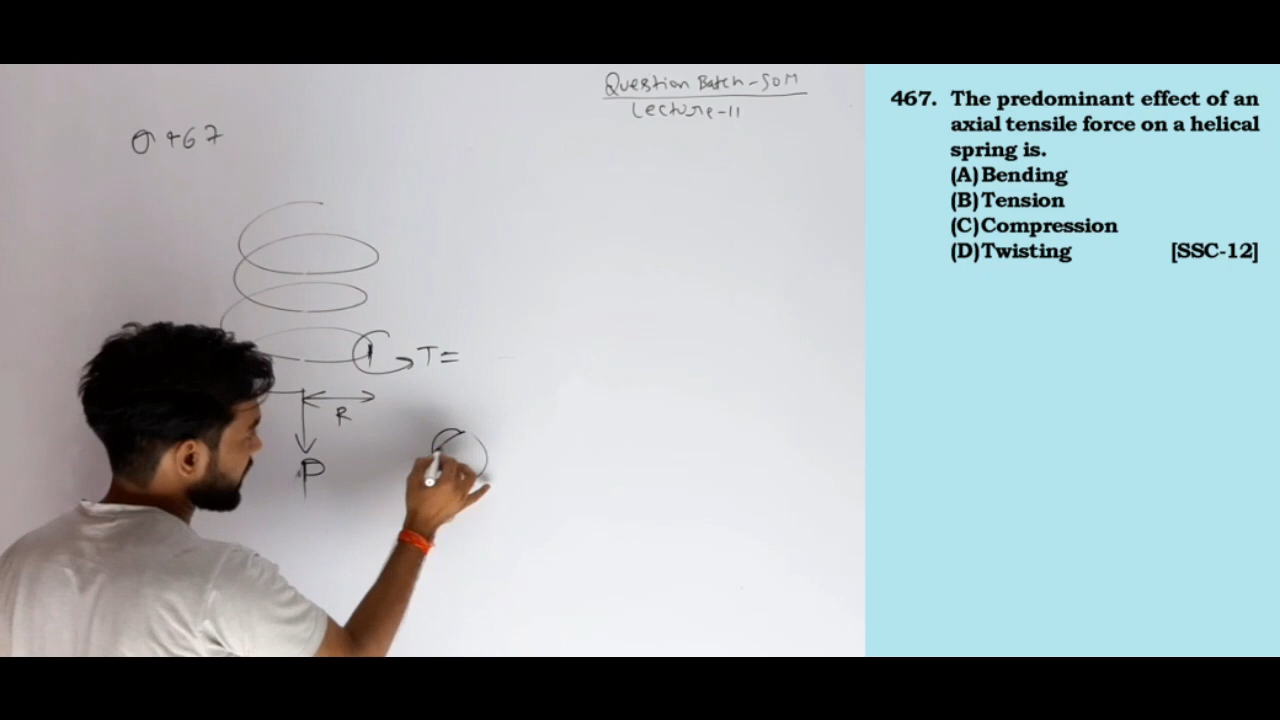 Question Batch-SOM
Lecture-11
Q 467
T=
R
P
467. The predominant effect of an
axial tensile force on a helical
spring is.
(A) Bending
(B) Tension
(C) Compression
(D) Twisting [SSC-12]